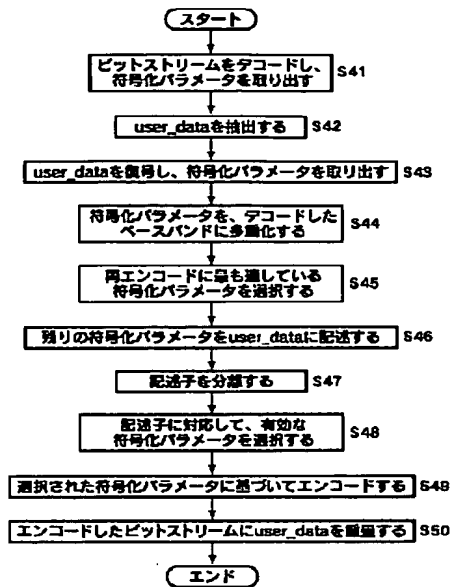 スタート
ビットストリームをデコードし、
符号化パラメータを取り出す
S41
user_dataを抽出する
S42
user_dataを復号し、符号化パラメータを取り出す
S43
符号化パラメータを、デコードした
ベースバンドに多重化する
S44
再エンコードに最も適している
符号化パラメータを選択する
S45
残りの符号化パラメータをuser_dataに記述する
S46
記述子を分離する
S47
記述子に対応して、有効な
符号化パラメータを選択する
S48
選択された符号化パラメータに基づいてエンコードする
S49
エンコードしたビットストリームにuser_dataを重畳する
S50
エンド